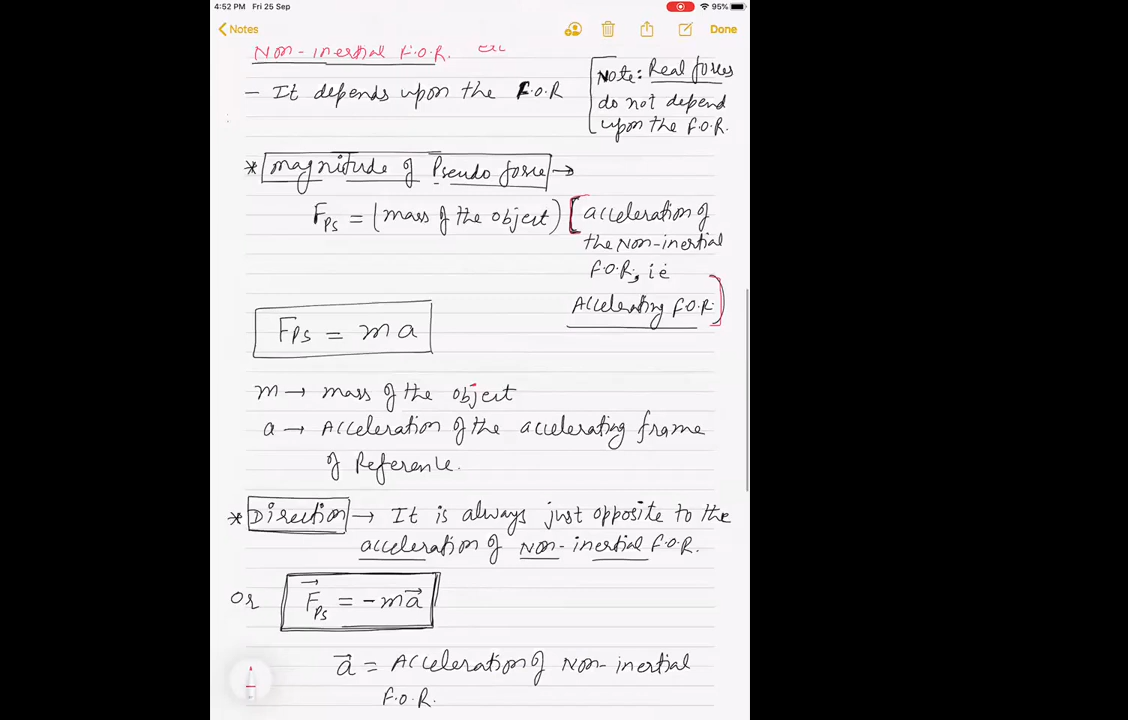 4:52 PM Fri 25 Sep
95%
Notes
Done
Non-inertial F.O.R. etc
- It depends upon the F.O.R
Note: Real forces
do not depend
upon the F.O.R.
* Magnitude of Pseudo force →
Fps = (mass of the object) [acceleration of
the Non-inertial
F.O.R, i.e
Accelerating F.O.R.]
Fps = ma
m → mass of the object
a → Acceleration of the accelerating frame
of Reference.
* Direction → It is always just opposite to the
acceleration of Non-inertial F.O.R.
Or F⃗ps = -ma⃗
a⃗ = Acceleration of Non-inertial
F.O.R.